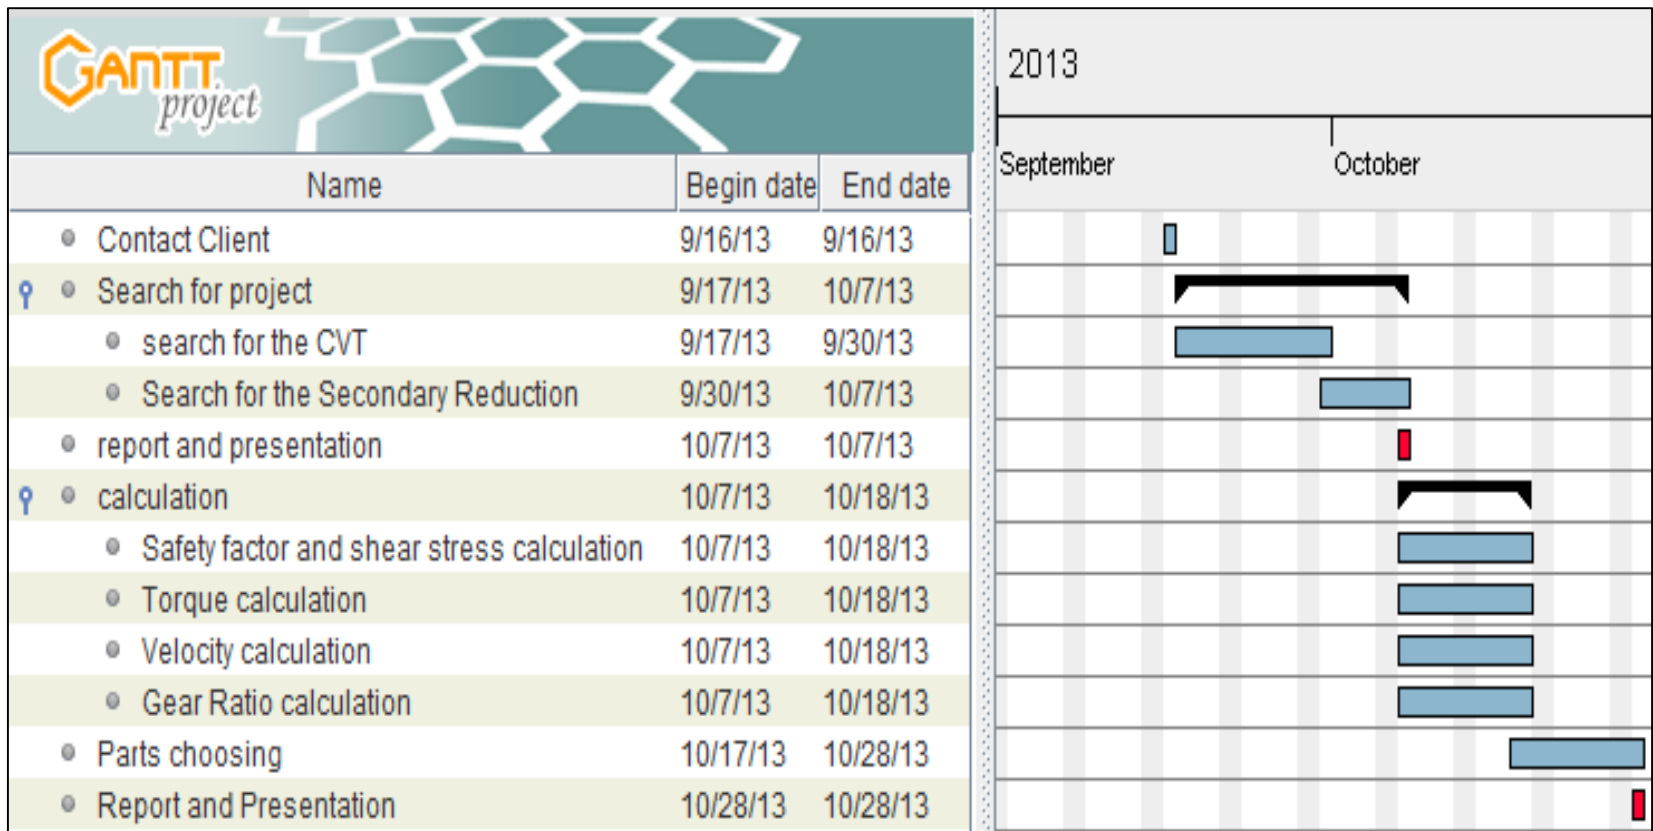 GANTT
project
2013
September October
Name Begin date End date
Contact Client 9/16/13 9/16/13
Search for project 9/17/13 10/7/13
search for the CVT 9/17/13 9/30/13
Search for the Secondary Reduction 9/30/13 10/7/13
report and presentation 10/7/13 10/7/13
calculation 10/7/13 10/18/13
Safety factor and shear stress calculation 10/7/13 10/18/13
Torque calculation 10/7/13 10/18/13
Velocity calculation 10/7/13 10/18/13
Gear Ratio calculation 10/7/13 10/18/13
Parts choosing 10/17/13 10/28/13
Report and Presentation 10/28/13 10/28/13